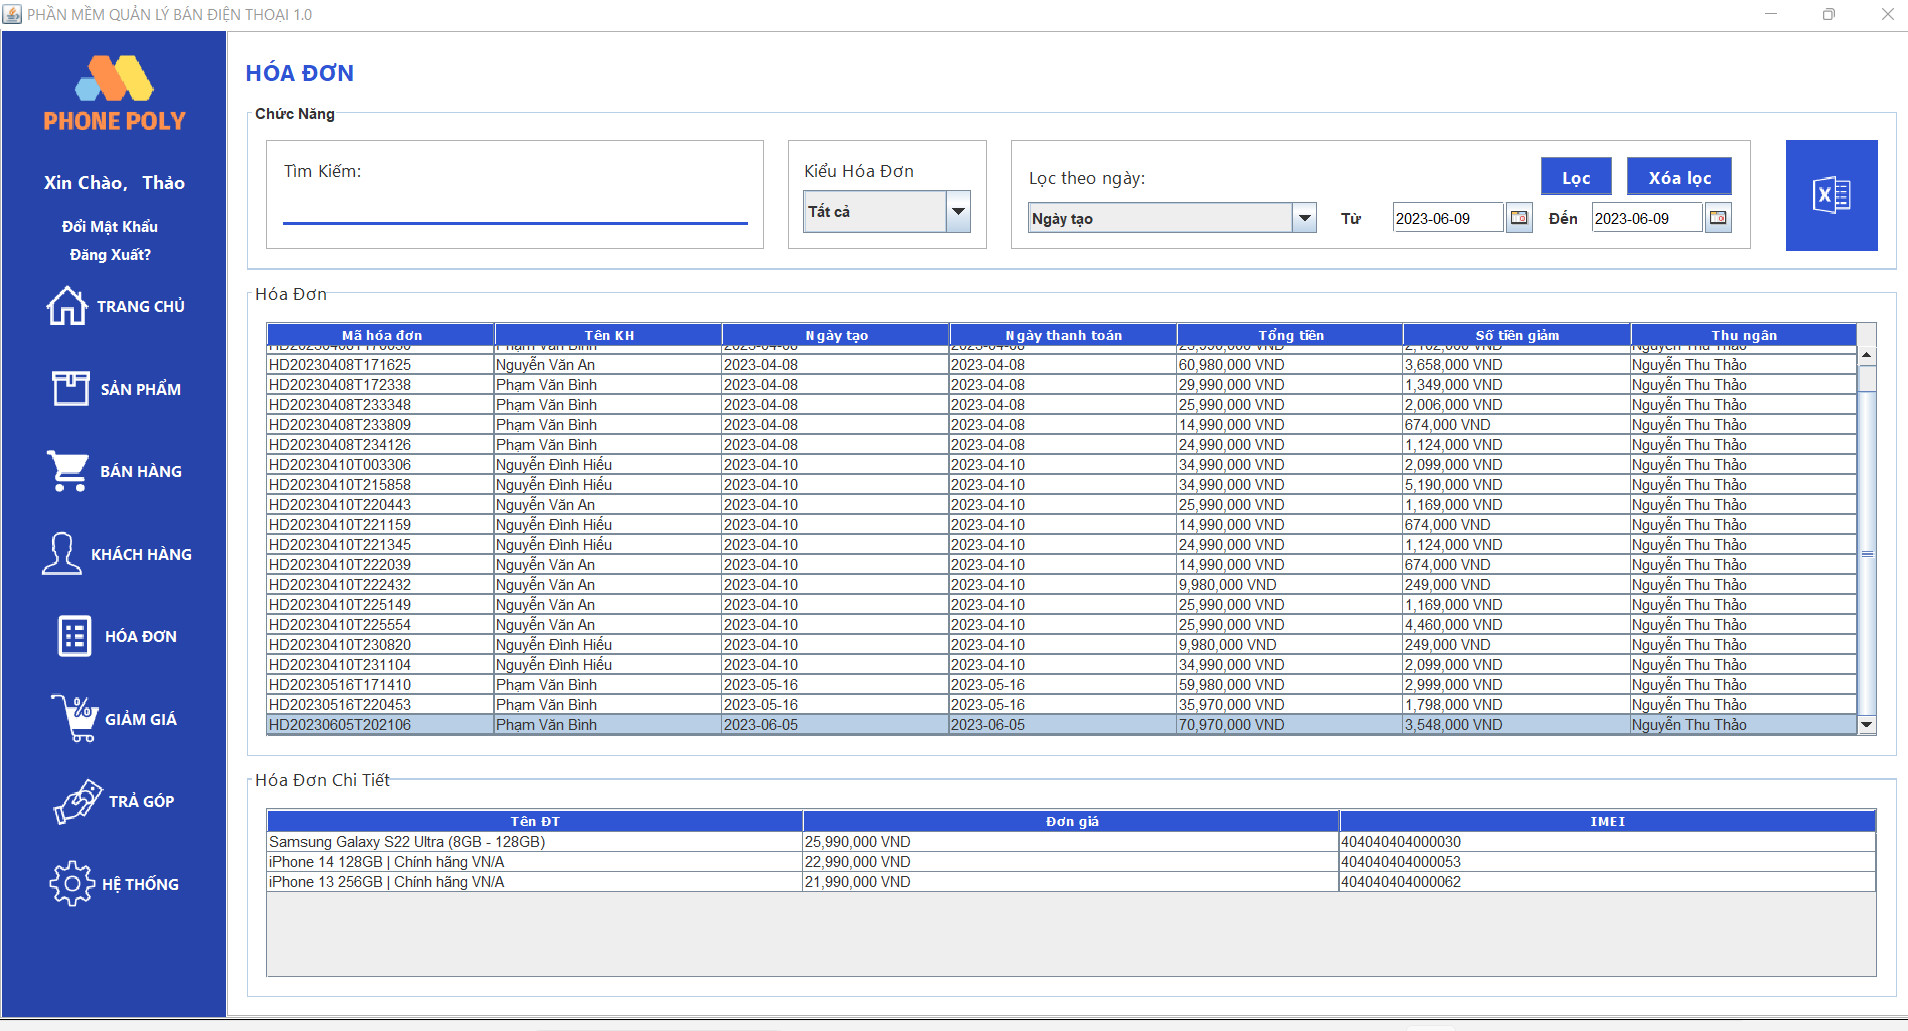 PHẦN MỀM QUẢN LÝ BÁN ĐIỆN THOẠI 1.0
PHONE POLY
Xin Chào, Thảo
Đổi Mật Khẩu
Đăng Xuất?
TRANG CHỦ
SẢN PHẨM
BÁN HÀNG
KHÁCH HÀNG
HÓA ĐƠN
GIẢM GIÁ
TRẢ GÓP
HỆ THỐNG
HÓA ĐƠN
Chức Năng
Tìm Kiếm:
Kiểu Hóa Đơn
Tất cả
Lọc theo ngày:
Lọc Xóa lọc
Ngày tạo Từ 2023-06-09 Đến 2023-06-09
Hóa Đơn
Mã hóa đơn Tên KH Ngày tạo Ngày thanh toán Tổng tiền Số tiền giảm Thu ngân
HD20230408T171625 Nguyễn Văn An 2023-04-08 2023-04-08 60,980,000 VND 3,658,000 VND Nguyễn Thu Thảo
HD20230408T172338 Phạm Văn Bình 2023-04-08 2023-04-08 29,990,000 VND 1,349,000 VND Nguyễn Thu Thảo
HD20230408T233348 Phạm Văn Bình 2023-04-08 2023-04-08 25,990,000 VND 2,006,000 VND Nguyễn Thu Thảo
HD20230408T233809 Phạm Văn Bình 2023-04-08 2023-04-08 14,990,000 VND 674,000 VND Nguyễn Thu Thảo
HD20230408T234126 Phạm Văn Bình 2023-04-08 2023-04-08 24,990,000 VND 1,124,000 VND Nguyễn Thu Thảo
HD20230410T003306 Nguyễn Đình Hiếu 2023-04-10 2023-04-10 34,990,000 VND 2,099,000 VND Nguyễn Thu Thảo
HD20230410T215858 Nguyễn Đình Hiếu 2023-04-10 2023-04-10 34,990,000 VND 5,190,000 VND Nguyễn Thu Thảo
HD20230410T220443 Nguyễn Văn An 2023-04-10 2023-04-10 25,990,000 VND 1,169,000 VND Nguyễn Thu Thảo
HD20230410T221159 Nguyễn Đình Hiếu 2023-04-10 2023-04-10 14,990,000 VND 674,000 VND Nguyễn Thu Thảo
HD20230410T221345 Nguyễn Đình Hiếu 2023-04-10 2023-04-10 24,990,000 VND 1,124,000 VND Nguyễn Thu Thảo
HD20230410T222039 Nguyễn Văn An 2023-04-10 2023-04-10 14,990,000 VND 674,000 VND Nguyễn Thu Thảo
HD20230410T222432 Nguyễn Văn An 2023-04-10 2023-04-10 9,980,000 VND 249,000 VND Nguyễn Thu Thảo
HD20230410T225149 Nguyễn Văn An 2023-04-10 2023-04-10 25,990,000 VND 1,169,000 VND Nguyễn Thu Thảo
HD20230410T225554 Nguyễn Văn An 2023-04-10 2023-04-10 25,990,000 VND 4,460,000 VND Nguyễn Thu Thảo
HD20230410T230820 Nguyễn Đình Hiếu 2023-04-10 2023-04-10 9,980,000 VND 249,000 VND Nguyễn Thu Thảo
HD20230410T231104 Nguyễn Đình Hiếu 2023-04-10 2023-04-10 34,990,000 VND 2,099,000 VND Nguyễn Thu Thảo
HD20230516T171410 Phạm Văn Bình 2023-05-16 2023-05-16 59,980,000 VND 2,999,000 VND Nguyễn Thu Thảo
HD20230516T220453 Phạm Văn Bình 2023-05-16 2023-05-16 35,970,000 VND 1,798,000 VND Nguyễn Thu Thảo
HD20230605T202106 Phạm Văn Bình 2023-06-05 2023-06-05 70,970,000 VND 3,548,000 VND Nguyễn Thu Thảo
Hóa Đơn Chi Tiết
Tên ĐT Đơn giá IMEI
Samsung Galaxy S22 Ultra (8GB - 128GB) 25,990,000 VND 404040404000030
iPhone 14 128GB | Chính hãng VN/A 22,990,000 VND 404040404000053
iPhone 13 256GB | Chính hãng VN/A 21,990,000 VND 404040404000062